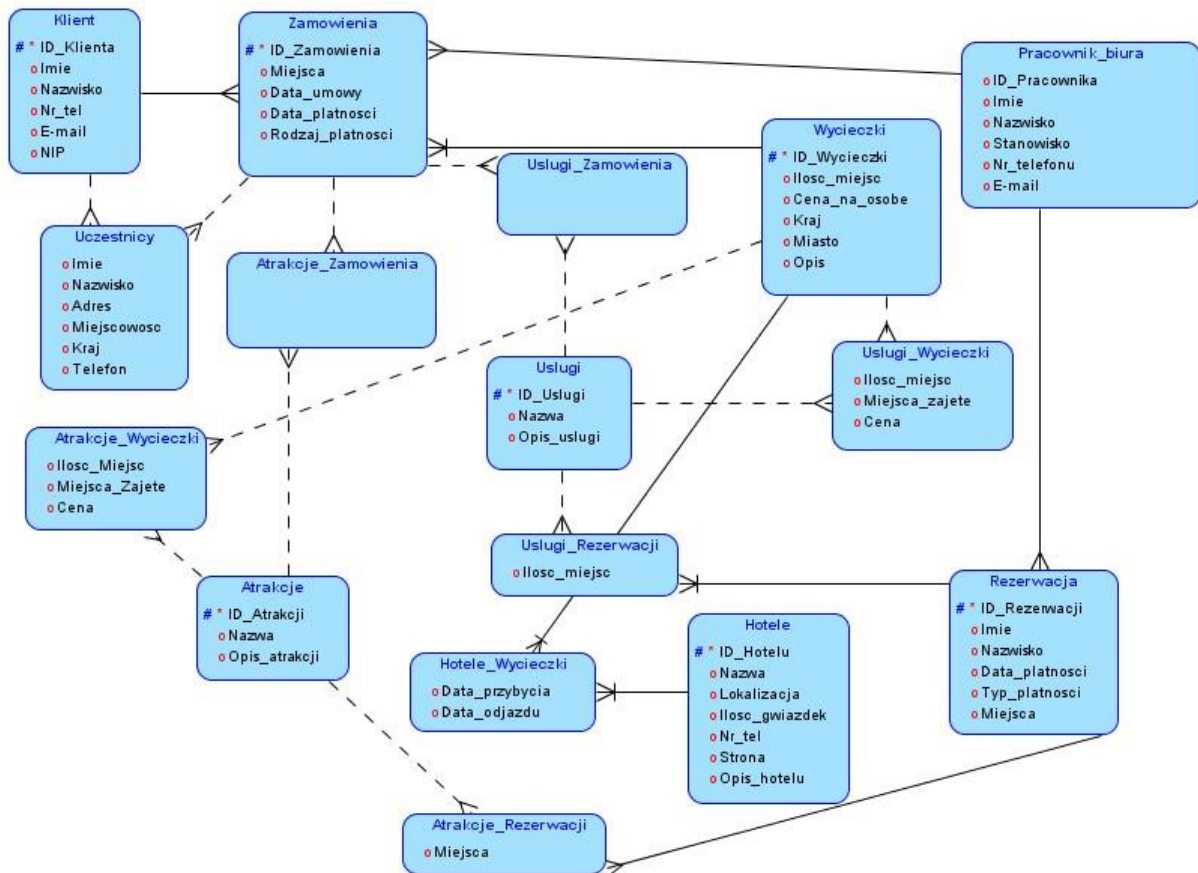 Klient
# * ID_Klienta
o Imie
o Nazwisko
o Nr_tel
o E-mail
o NIP
Zamowienia
# * ID_Zamowienia
o Miejsca
o Data_umowy
o Data_platnosci
o Rodzaj_platnosci
Pracownik_biura
o ID_Pracownika
o Imie
o Nazwisko
o Stanowisko
o Nr_telefonu
o E-mail
Wycieczki
# * ID_Wycieczki
o Ilosc_miejsc
o Cena_na_osobe
o Kraj
o Miasto
o Opis
Uslugi_Zamowienia
Uczestnicy
o Imie
o Nazwisko
o Adres
o Miejscowosc
o Kraj
o Telefon
Atrakcje_Zamowienia
Uslugi_Wycieczki
o Ilosc_miejsc
o Miejsca_zajete
o Cena
Uslugi
# * ID_Uslugi
o Nazwa
o Opis_uslugi
Atrakcje_Wycieczki
o Ilosc_Miejsc
o Miejsca_Zajete
o Cena
Uslugi_Rezerwacji
o Ilosc_miejsc
Atrakcje
# * ID_Atrakcji
o Nazwa
o Opis_atrakcji
Rezerwacja
# * ID_Rezerwacji
o Imie
o Nazwisko
o Data_platnosci
o Typ_platnosci
o Miejsca
Hotele_Wycieczki
o Data_przybycia
o Data_odjazdu
Hotele
# * ID_Hotelu
o Nazwa
o Lokalizacja
o Ilosc_gwiazdek
o Nr_tel
o Strona
o Opis_hotelu
Atrakcje_Rezerwacji
o Miejsca